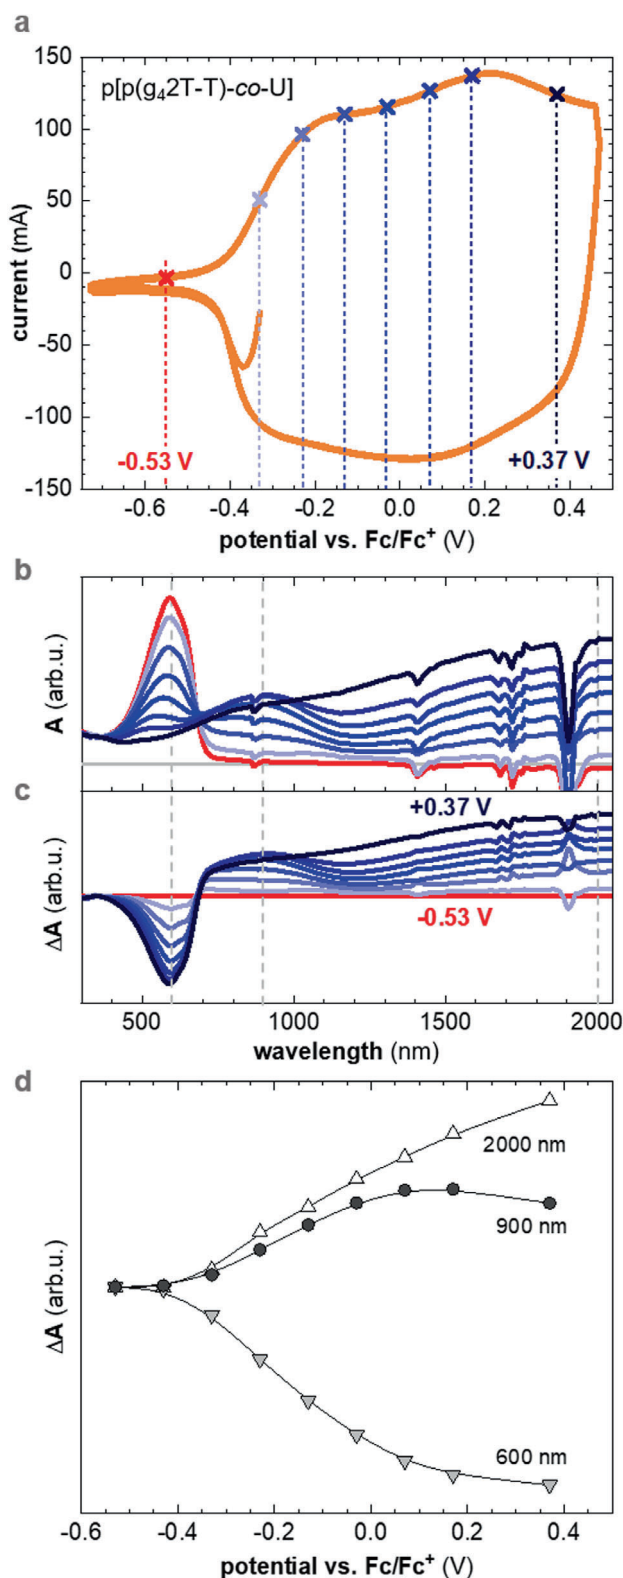 a
p[p(g₄2T-T)-co-U]
150
100
50
0
-50
-100
-150
current (mA)
-0.53 V
+0.37 V
-0.6
-0.4
-0.2
0.0
0.2
0.4
potential vs. Fc/Fc⁺ (V)
b
A (arb.u.)
c
+0.37 V
-0.53 V
ΔA (arb.u.)
500
1000
1500
2000
wavelength (nm)
d
2000 nm
900 nm
600 nm
ΔA (arb.u.)
-0.6
-0.4
-0.2
0.0
0.2
0.4
potential vs. Fc/Fc⁺ (V)